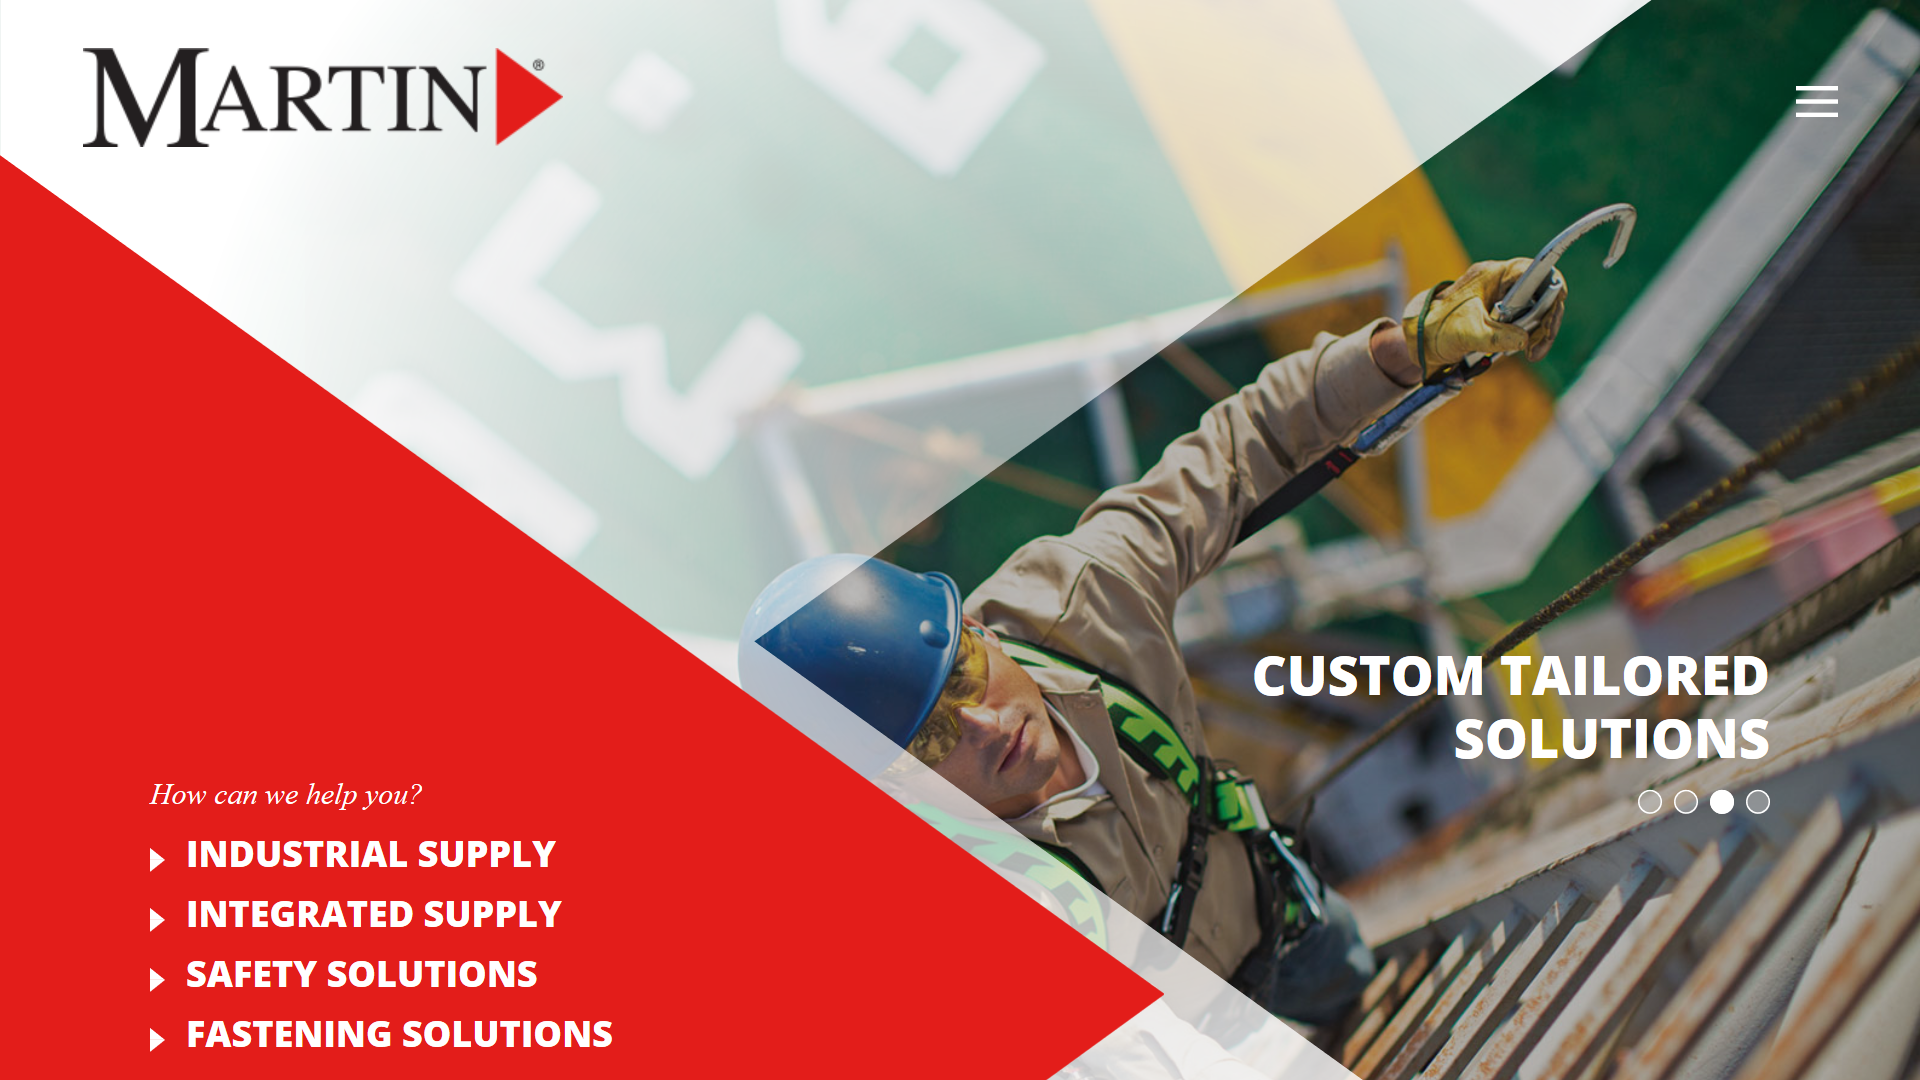 MARTIN®
CUSTOM TAILORED
SOLUTIONS
How can we help you?
INDUSTRIAL SUPPLY
INTEGRATED SUPPLY
SAFETY SOLUTIONS
FASTENING SOLUTIONS